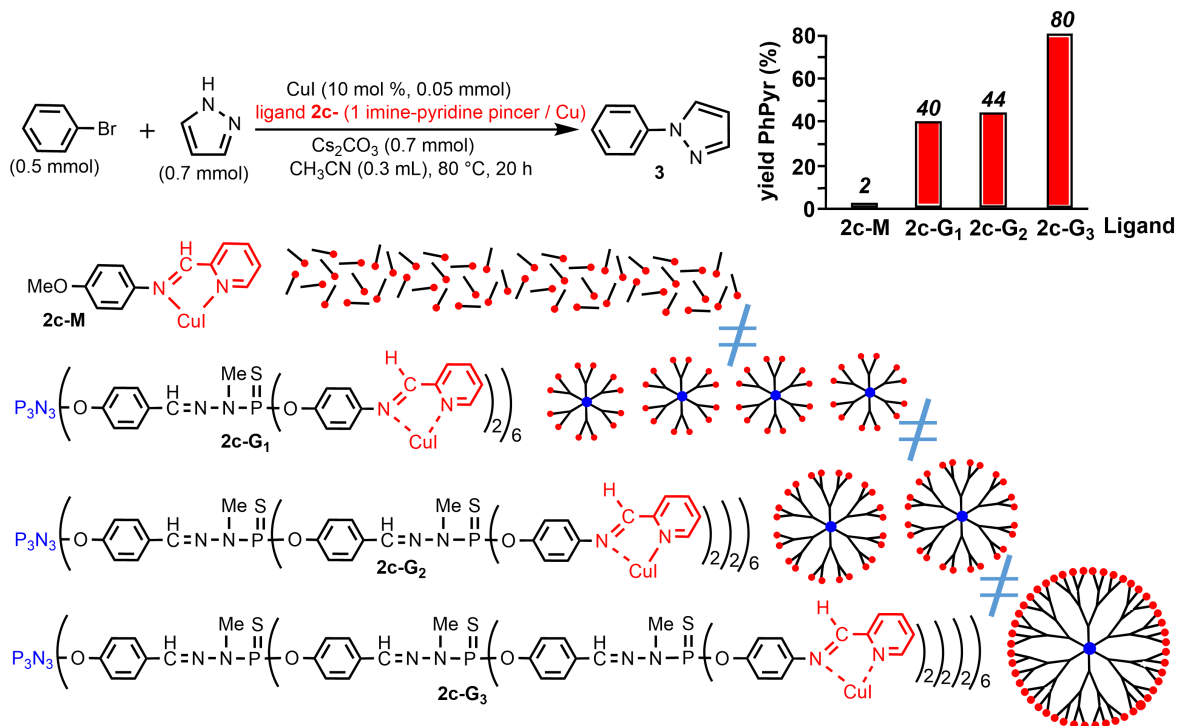 H
N
N
Br
+
(0.5 mmol)
(0.7 mmol)
CuI (10 mol %, 0.05 mmol)
ligand 2c- (1 imine-pyridine pincer / Cu)
Cs₂CO₃ (0.7 mmol)
CH₃CN (0.3 mL), 80 °C, 20 h
N
N
3
yield PhPyr (%)
80
60
40
20
0
2
40
44
80
2c-M 2c-G₁ 2c-G₂ 2c-G₃ Ligand
H
C
MeO
N
N
CuI
2c-M
H
C
Me S
H
P₃N₃ ( O C=N-N-P ( O N N ) 2 ) 6
CuI
2c-G₁
H
C
Me S Me S
H H
P₃N₃ ( O C=N-N-P ( O C=N-N-P ( O N N ) 2 ) 2 ) 6
CuI
2c-G₂
H
C
Me S Me S Me S
H H H
P₃N₃ ( O C=N-N-P ( O C=N-N-P ( O C=N-N-P ( O N N ) 2 ) 2 ) 2 ) 6
CuI
2c-G₃